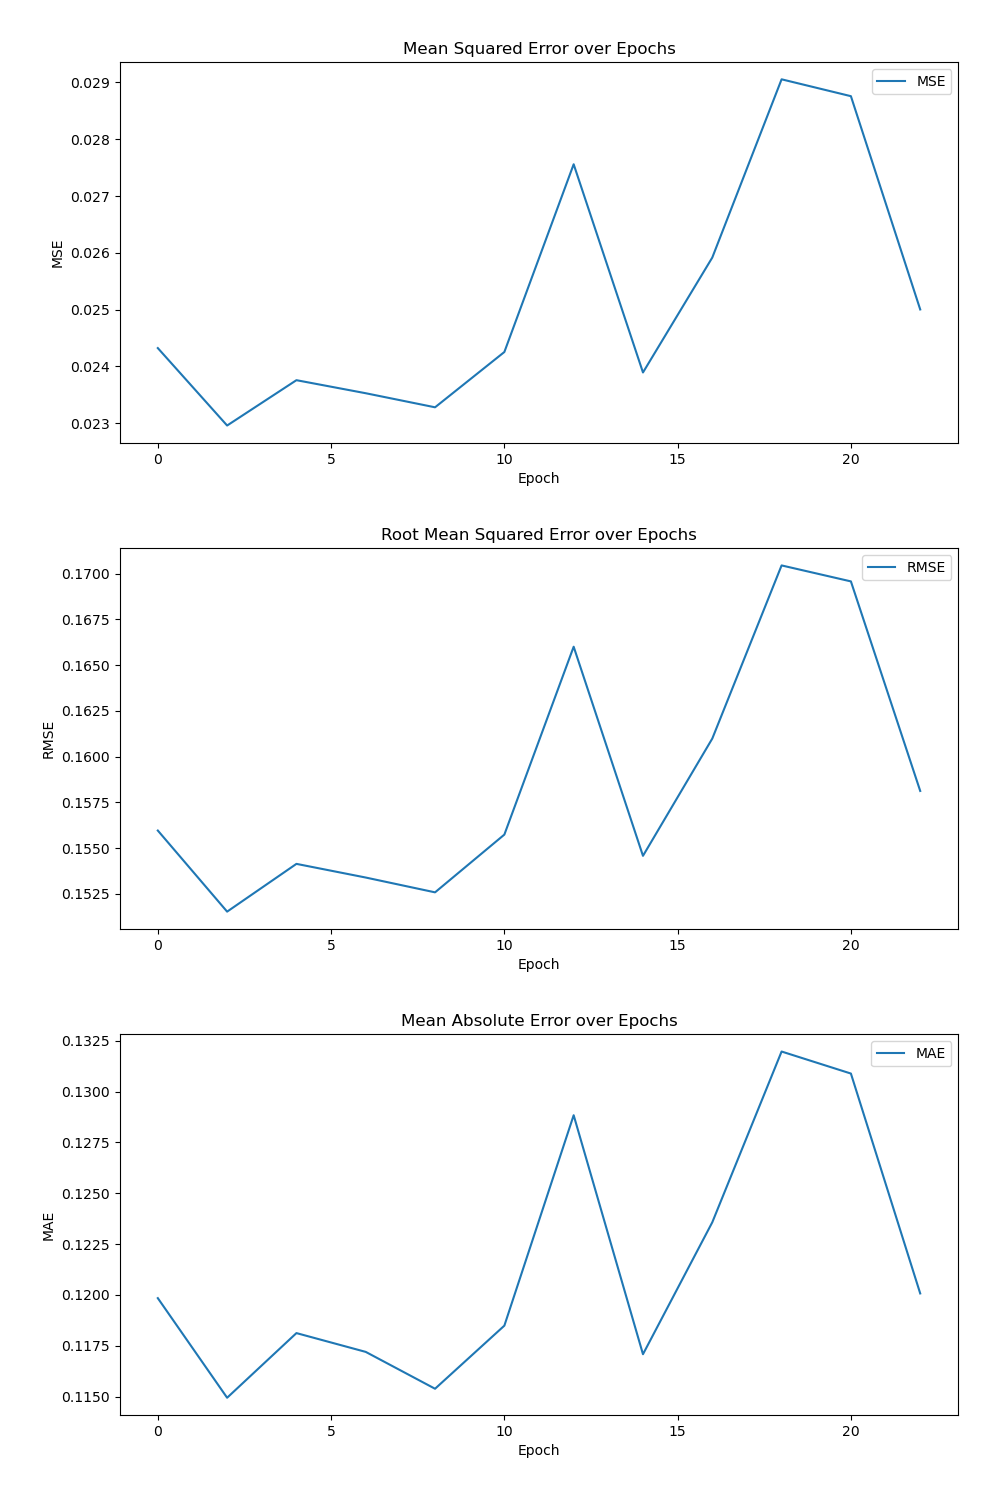 Mean Squared Error over Epochs
MSE
0.029
0.028
0.027
0.026
0.025
0.024
0.023
MSE
0 5 10 15 20
Epoch
Root Mean Squared Error over Epochs
RMSE
0.1700
0.1675
0.1650
0.1625
0.1600
0.1575
0.1550
0.1525
RMSE
0 5 10 15 20
Epoch
Mean Absolute Error over Epochs
MAE
0.1325
0.1300
0.1275
0.1250
0.1225
0.1200
0.1175
0.1150
MAE
0 5 10 15 20
Epoch